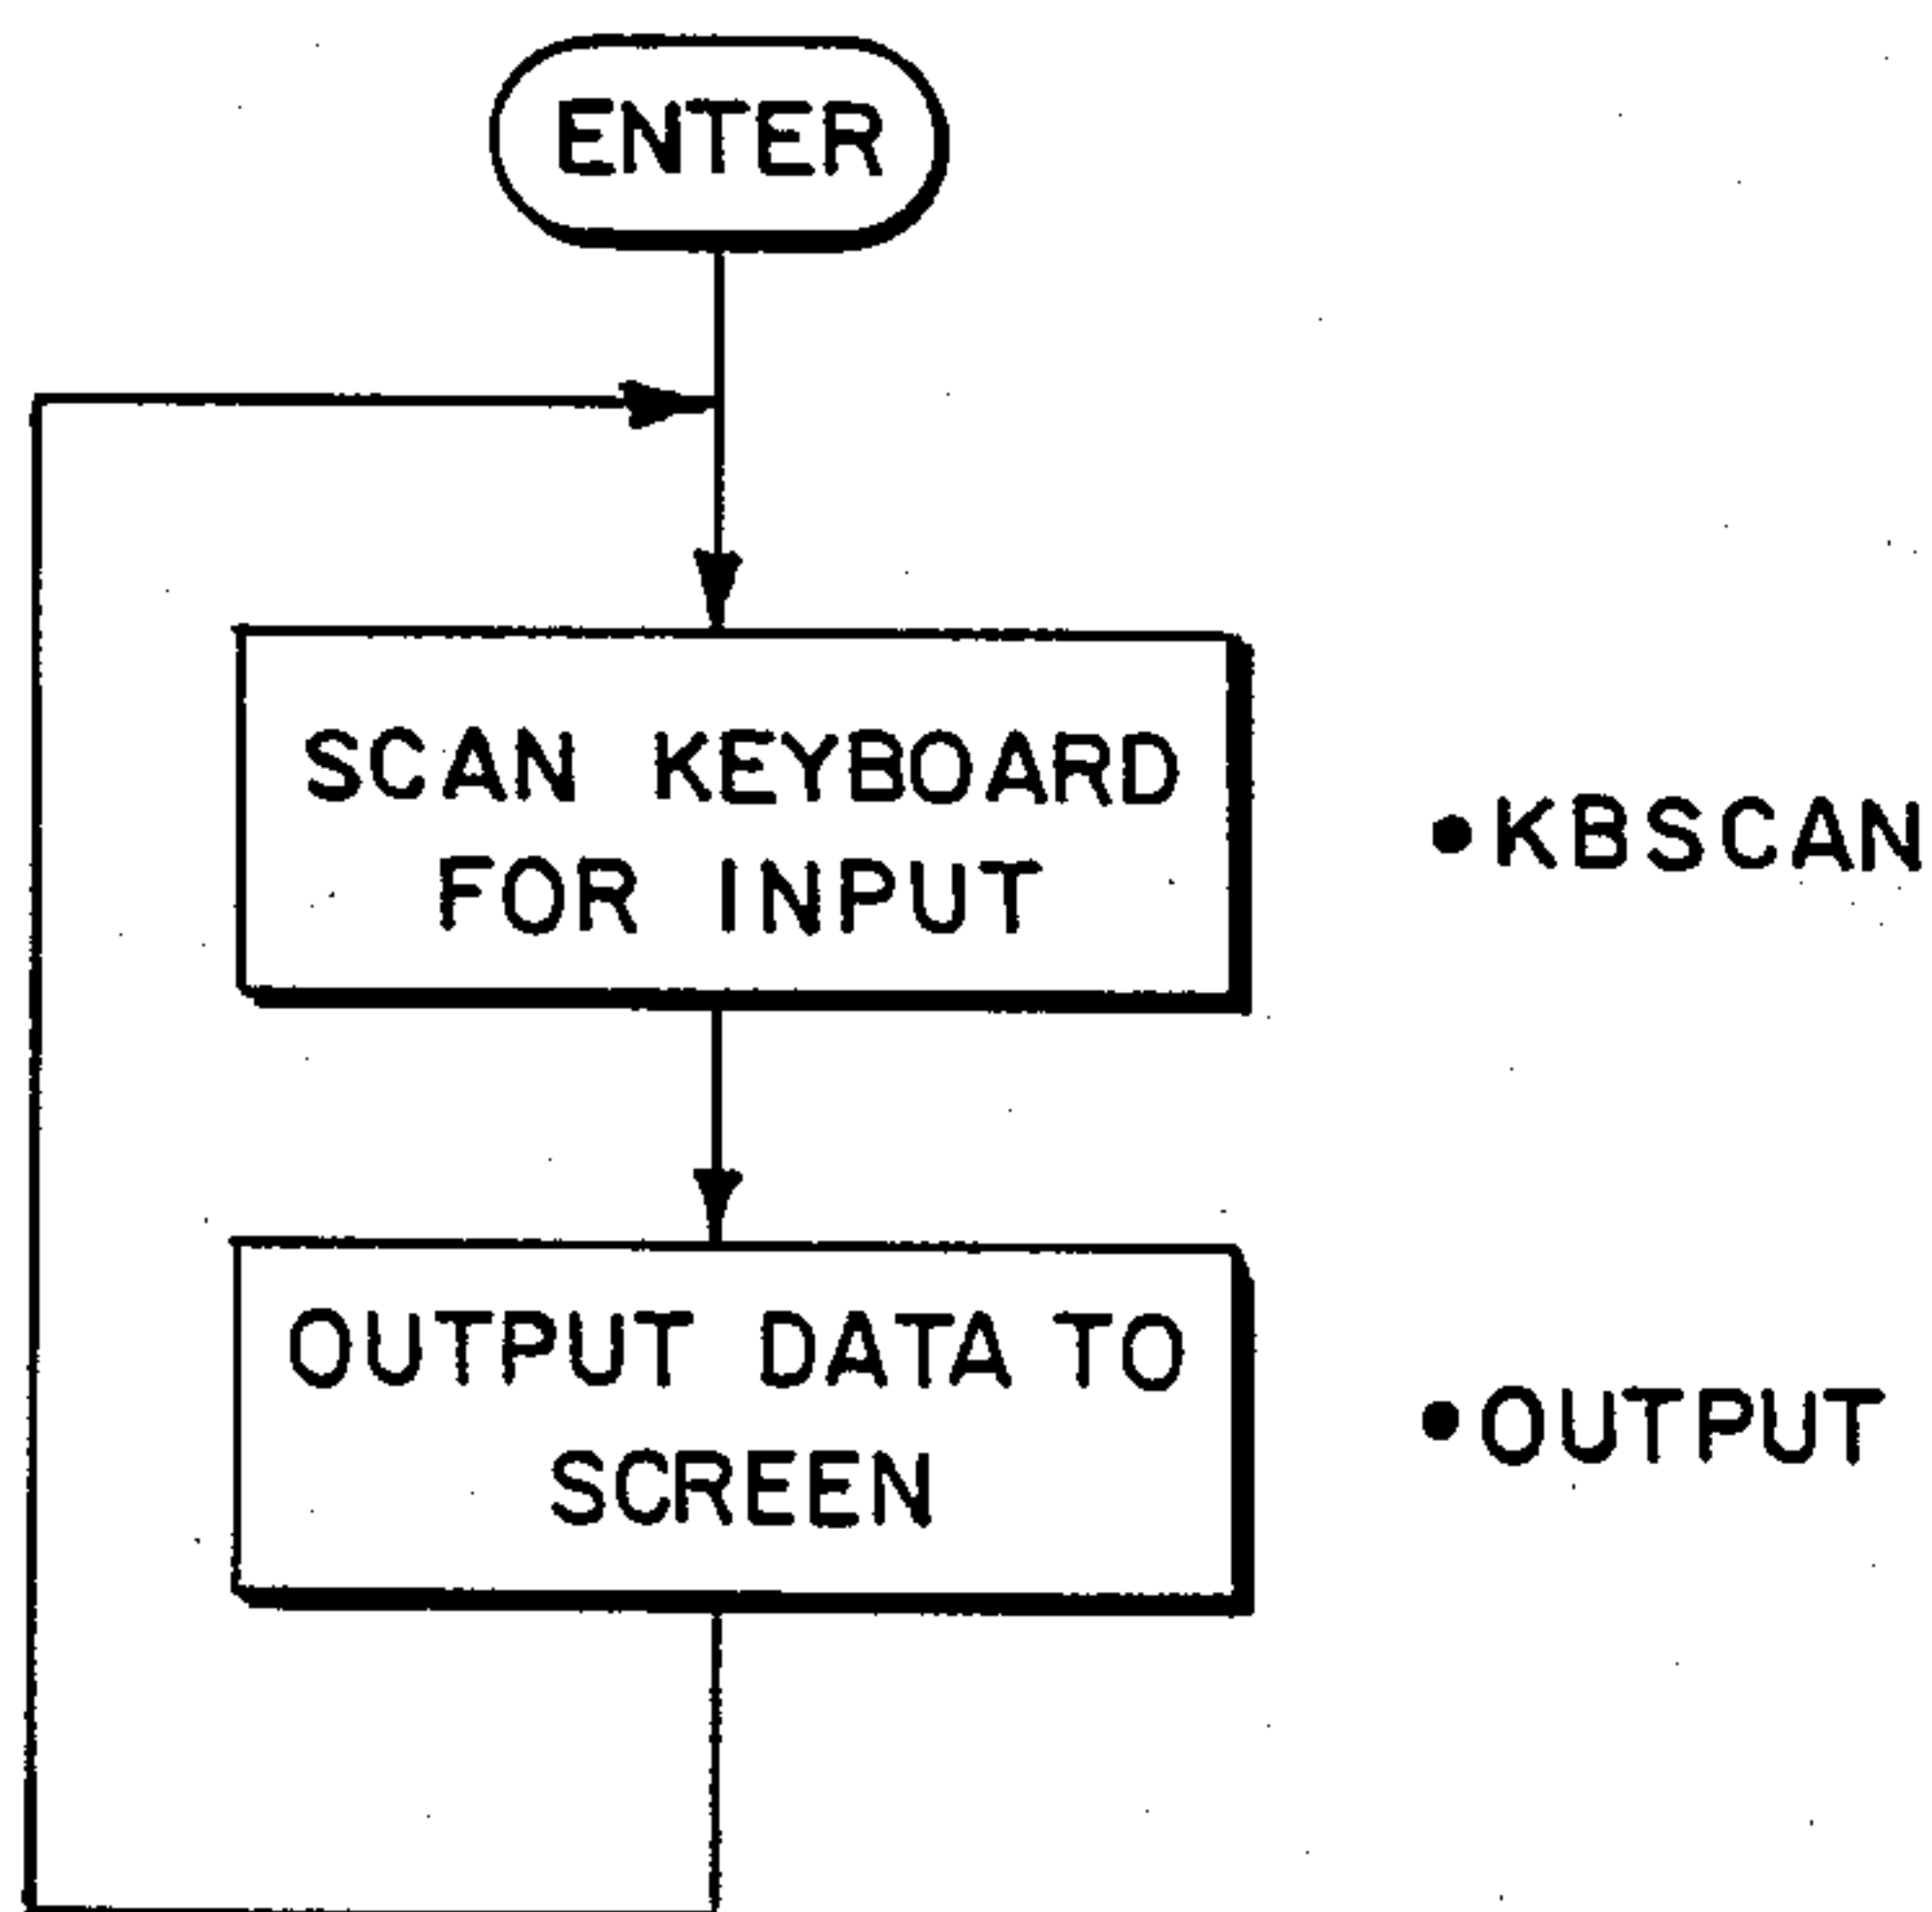 ENTER
SCAN KEYBOARD
FOR INPUT
•KBSCAN
OUTPUT DATA TO
SCREEN
•OUTPUT